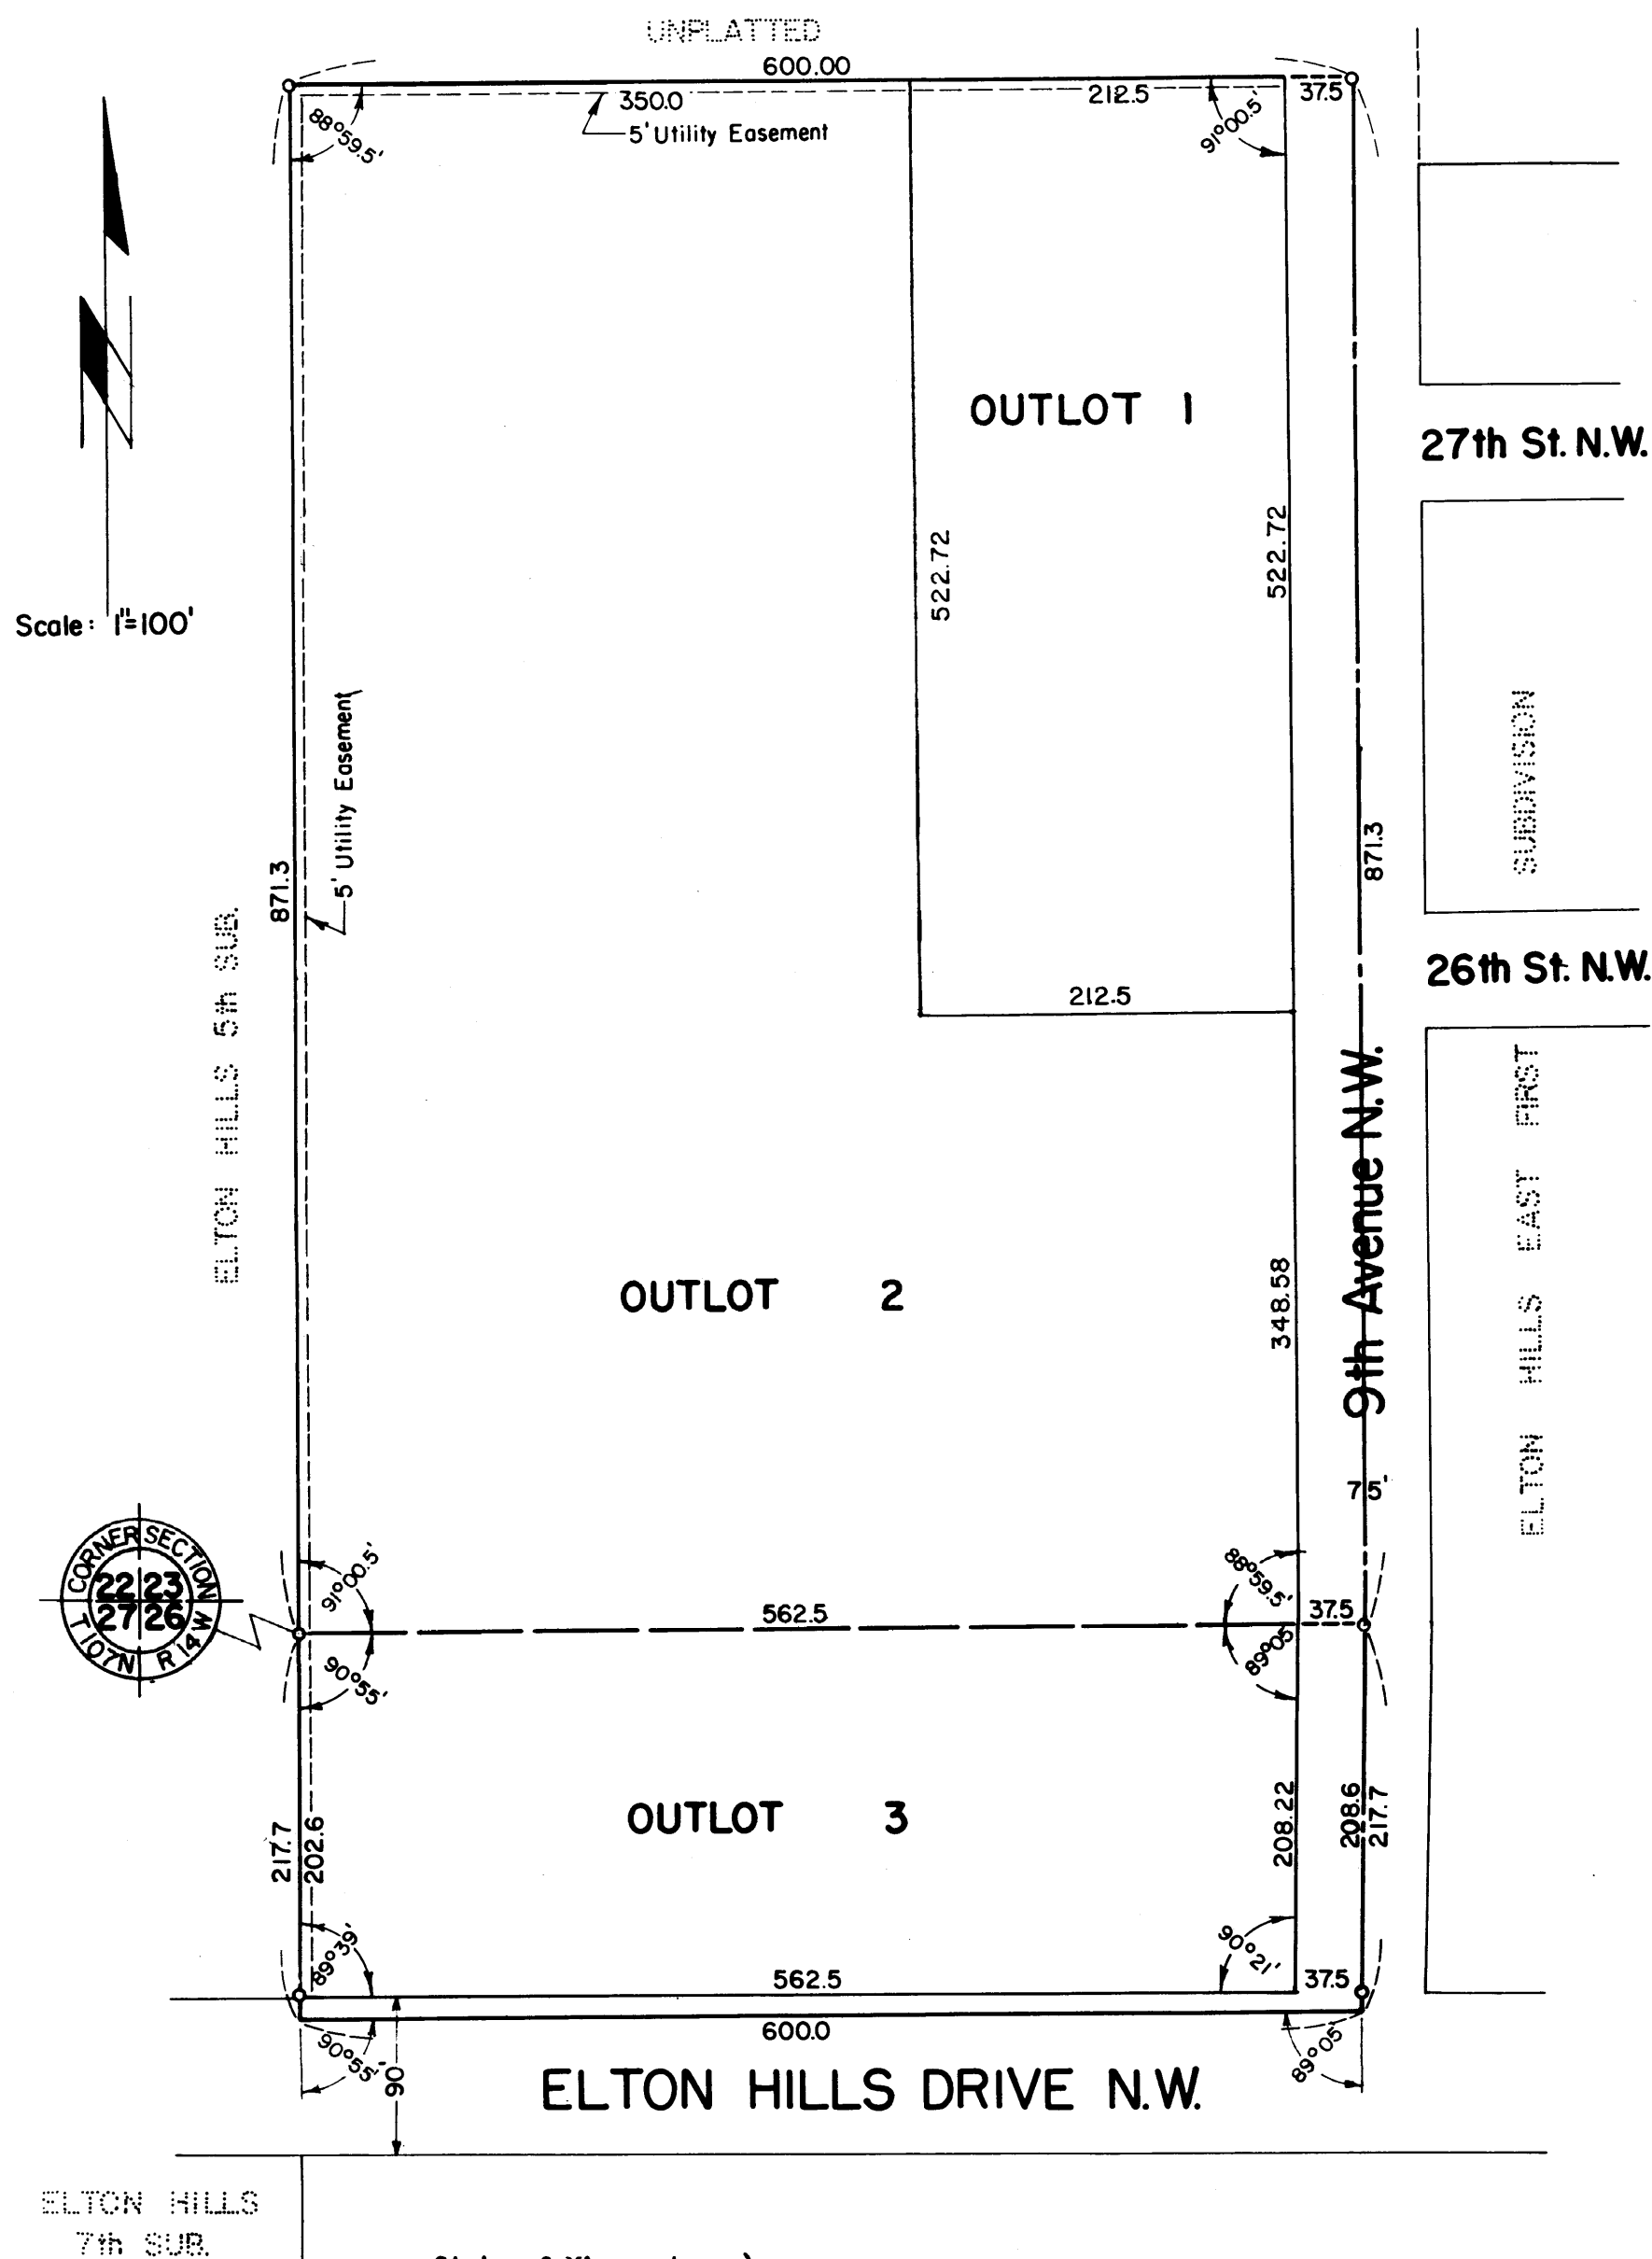 UNPLATTED
600.00
350.0
212.5
37.5
88°59.5'
5' Utility Easement
91°00.5'
OUTLOT 1
27th St. N.W.
522.72
522.72
Scale: 1"=100'
5' Utility Easement
SUBDIVISION
871.3
871.3
ELTON HILLS 5th SUB.
26th St. N.W.
212.5
9th Avenue N.W.
ELTON HILLS EAST FIRST
OUTLOT 2
348.58
75'
CORNER SECTION
22 23
27 26
T107N R14W
91°00.5'
88°59.5'
562.5
37.5
90°55'
89°05'
OUTLOT 3
217.7
202.6
208.22
208.6
217.7
89°39'
90°21'
562.5
37.5
600.0
90°55'
90'
89°05'
ELTON HILLS DRIVE N.W.
ELTON HILLS
7th SUB.